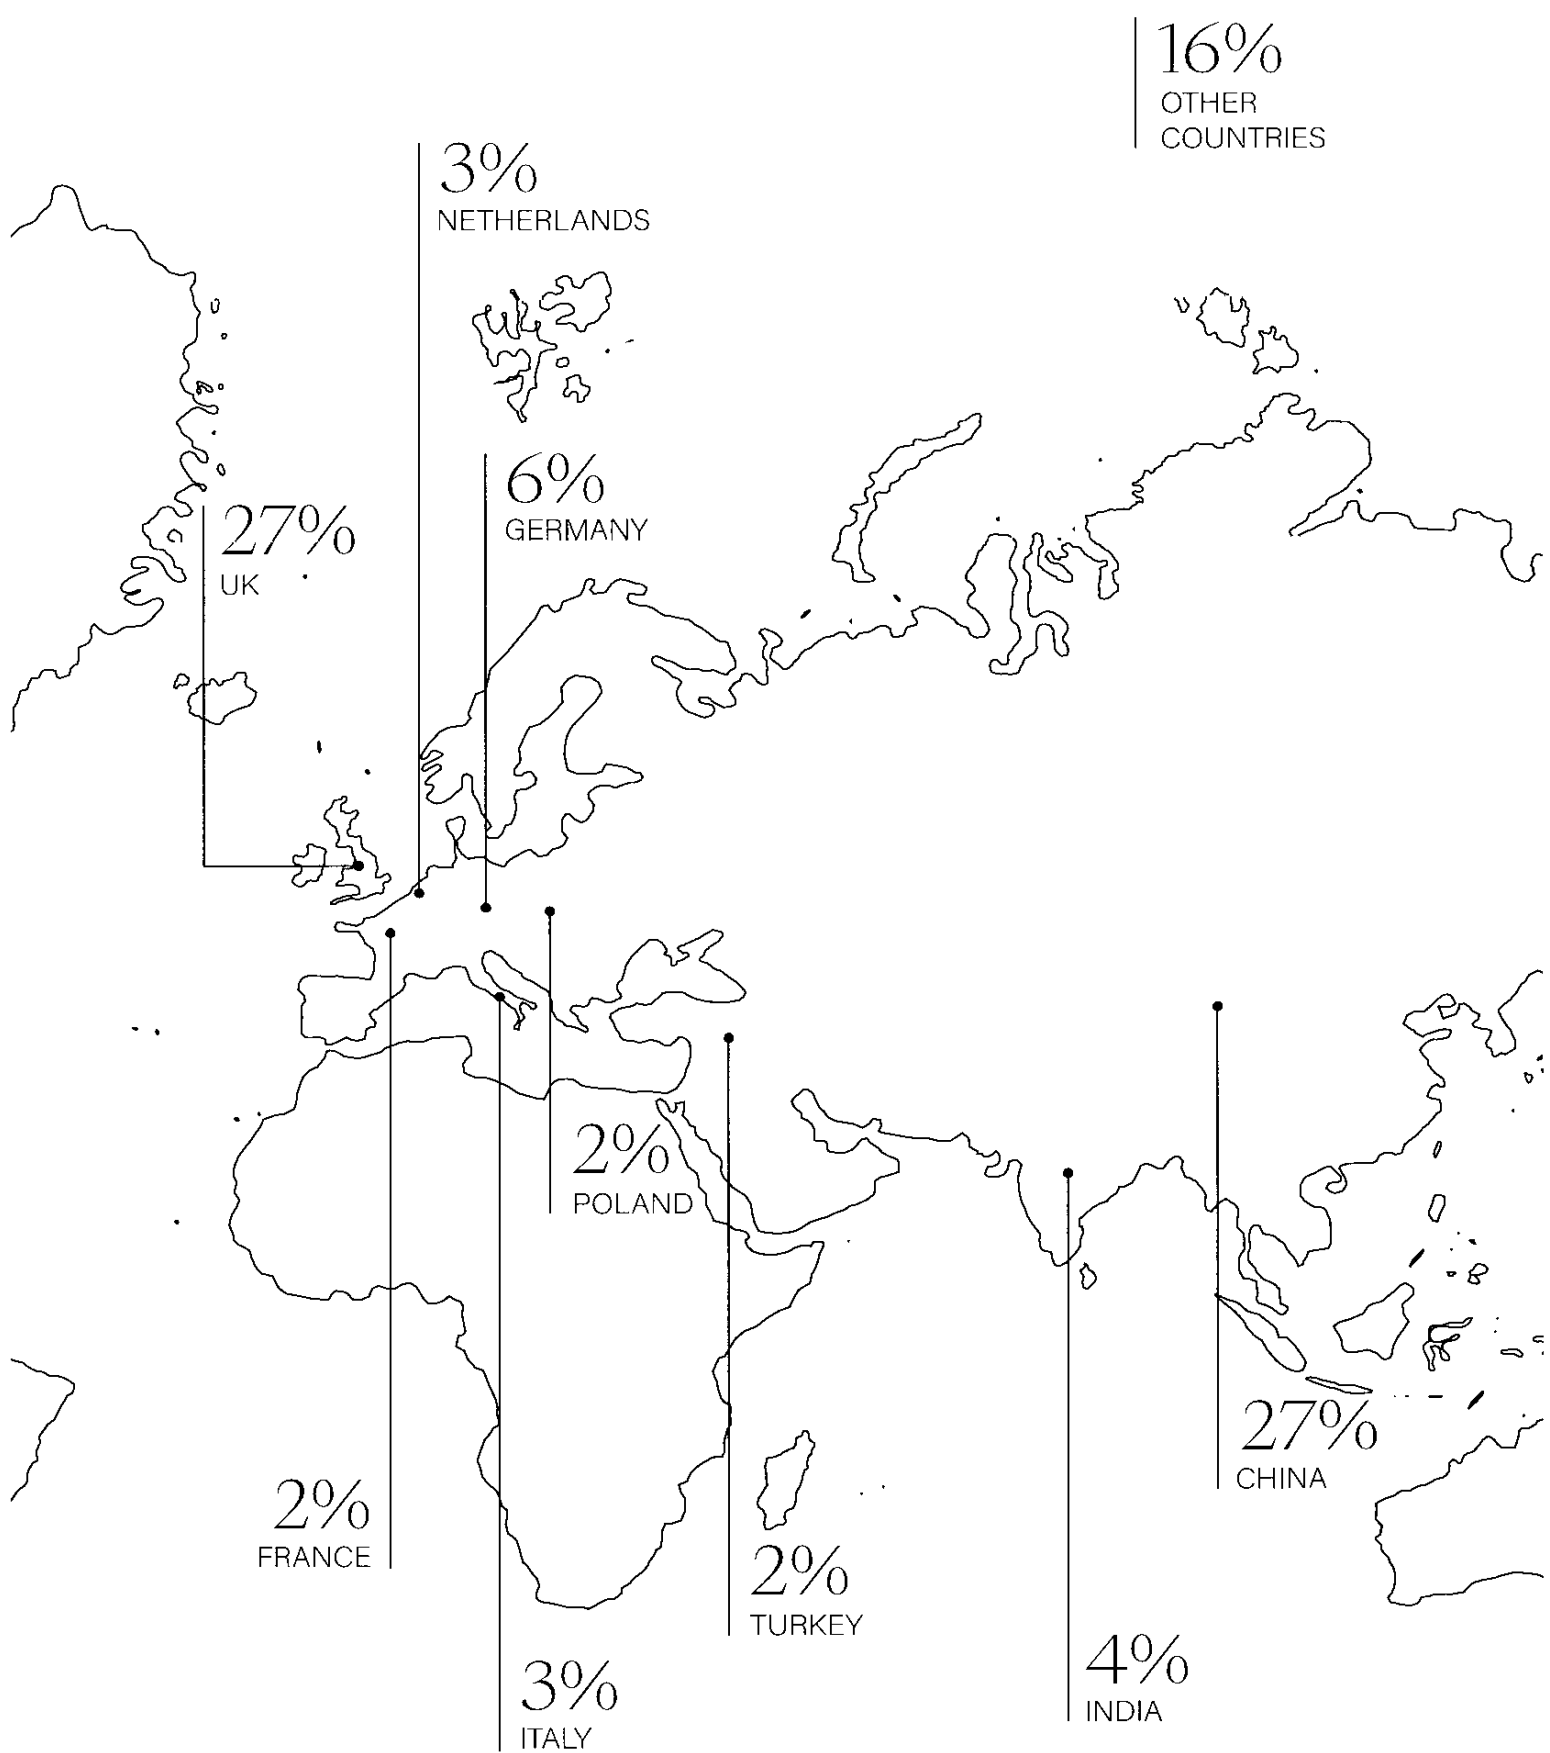 16%
OTHER
COUNTRIES
3%
NETHERLANDS
6%
GERMANY
27%
UK
2%
POLAND
27%
CHINA
2%
FRANCE
2%
TURKEY
4%
INDIA
3%
ITALY